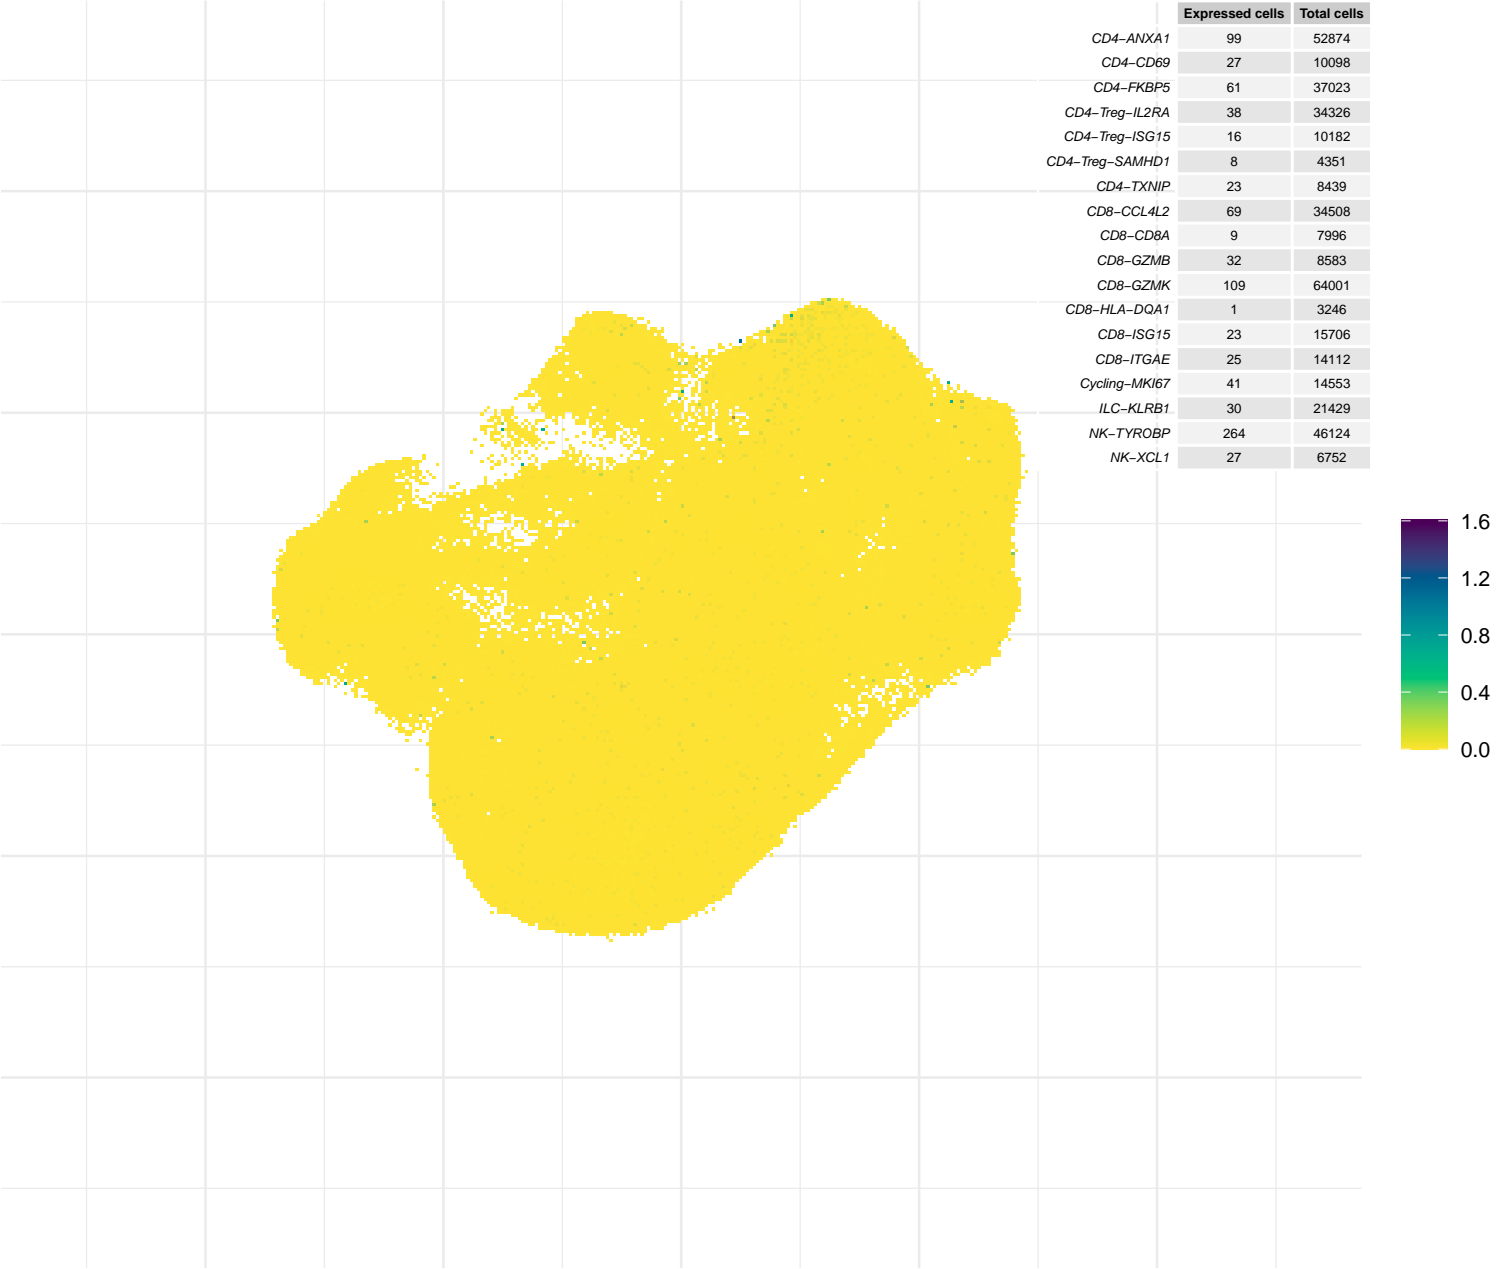 Expressed cells Total cells
CD4−ANXA1 99 52874
CD4−CD69 27 10098
CD4−FKBP5 61 37023
CD4−Treg−IL2RA 38 34326
CD4−Treg−ISG15 16 10182
CD4−Treg−SAMHD1 8 4351
CD4−TXNIP 23 8439
CD8−CCL4L2 69 34508
CD8−CD8A 9 7996
CD8−GZMB 32 8583
CD8−GZMK 109 64001
CD8−HLA−DQA1 1 3246
CD8−ISG15 23 15706
CD8−ITGAE 25 14112
Cycling−MKI67 41 14553
ILC−KLRB1 30 21429
NK−TYROBP 264 46124
NK−XCL1 27 6752
1.6
1.2
0.8
0.4
0.0